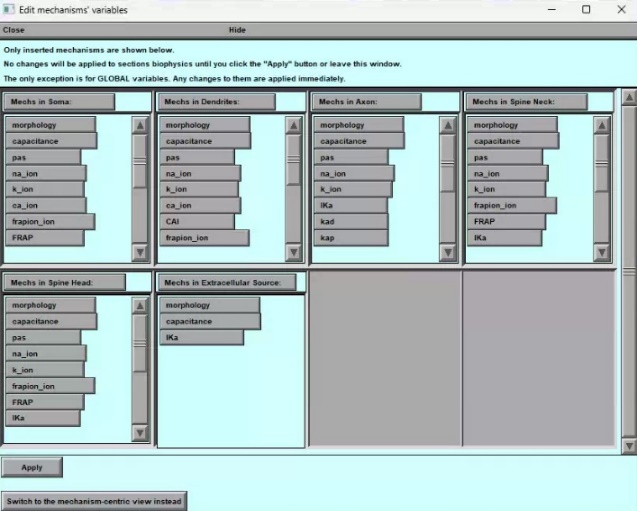 Edit mechanisms' variables
Close Hide
Only inserted mechanisms are shown below.
No changes will be applied to sections biophysics until you click the "Apply" button or leave this window.
The only exception is for GLOBAL variables. Any changes to them are applied immediately.
Mechs in Soma:
morphology
capacitance
pas
na_ion
k_ion
ca_ion
frapion_ion
FRAP
Mechs in Dendrites:
morphology
capacitance
pas
na_ion
k_ion
ca_ion
CAl
frapion_ion
Mechs in Axon:
morphology
capacitance
pas
na_ion
k_ion
IKa
kad
kap
Mechs in Spine Neck:
morphology
capacitance
pas
na_ion
k_ion
frapion_ion
FRAP
IKa
Mechs in Spine Head:
morphology
capacitance
pas
na_ion
k_ion
frapion_ion
FRAP
IKa
Mechs in Extracellular Source:
morphology
capacitance
IKa
Apply
Switch to the mechanism-centric view instead